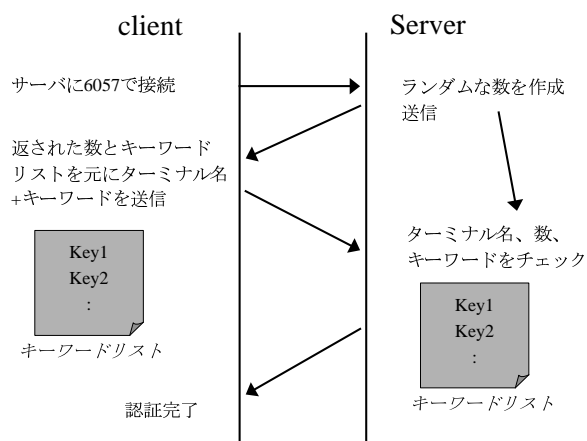 client
Server
サーバに6057で接続
ランダムな数を作成
送信
返された数とキーワード
リストを元にターミナル名
+キーワードを送信
ターミナル名、数、
キーワードをチェック
Key1
Key2
:
キーワードリスト
Key1
Key2
:
キーワードリスト
認証完了